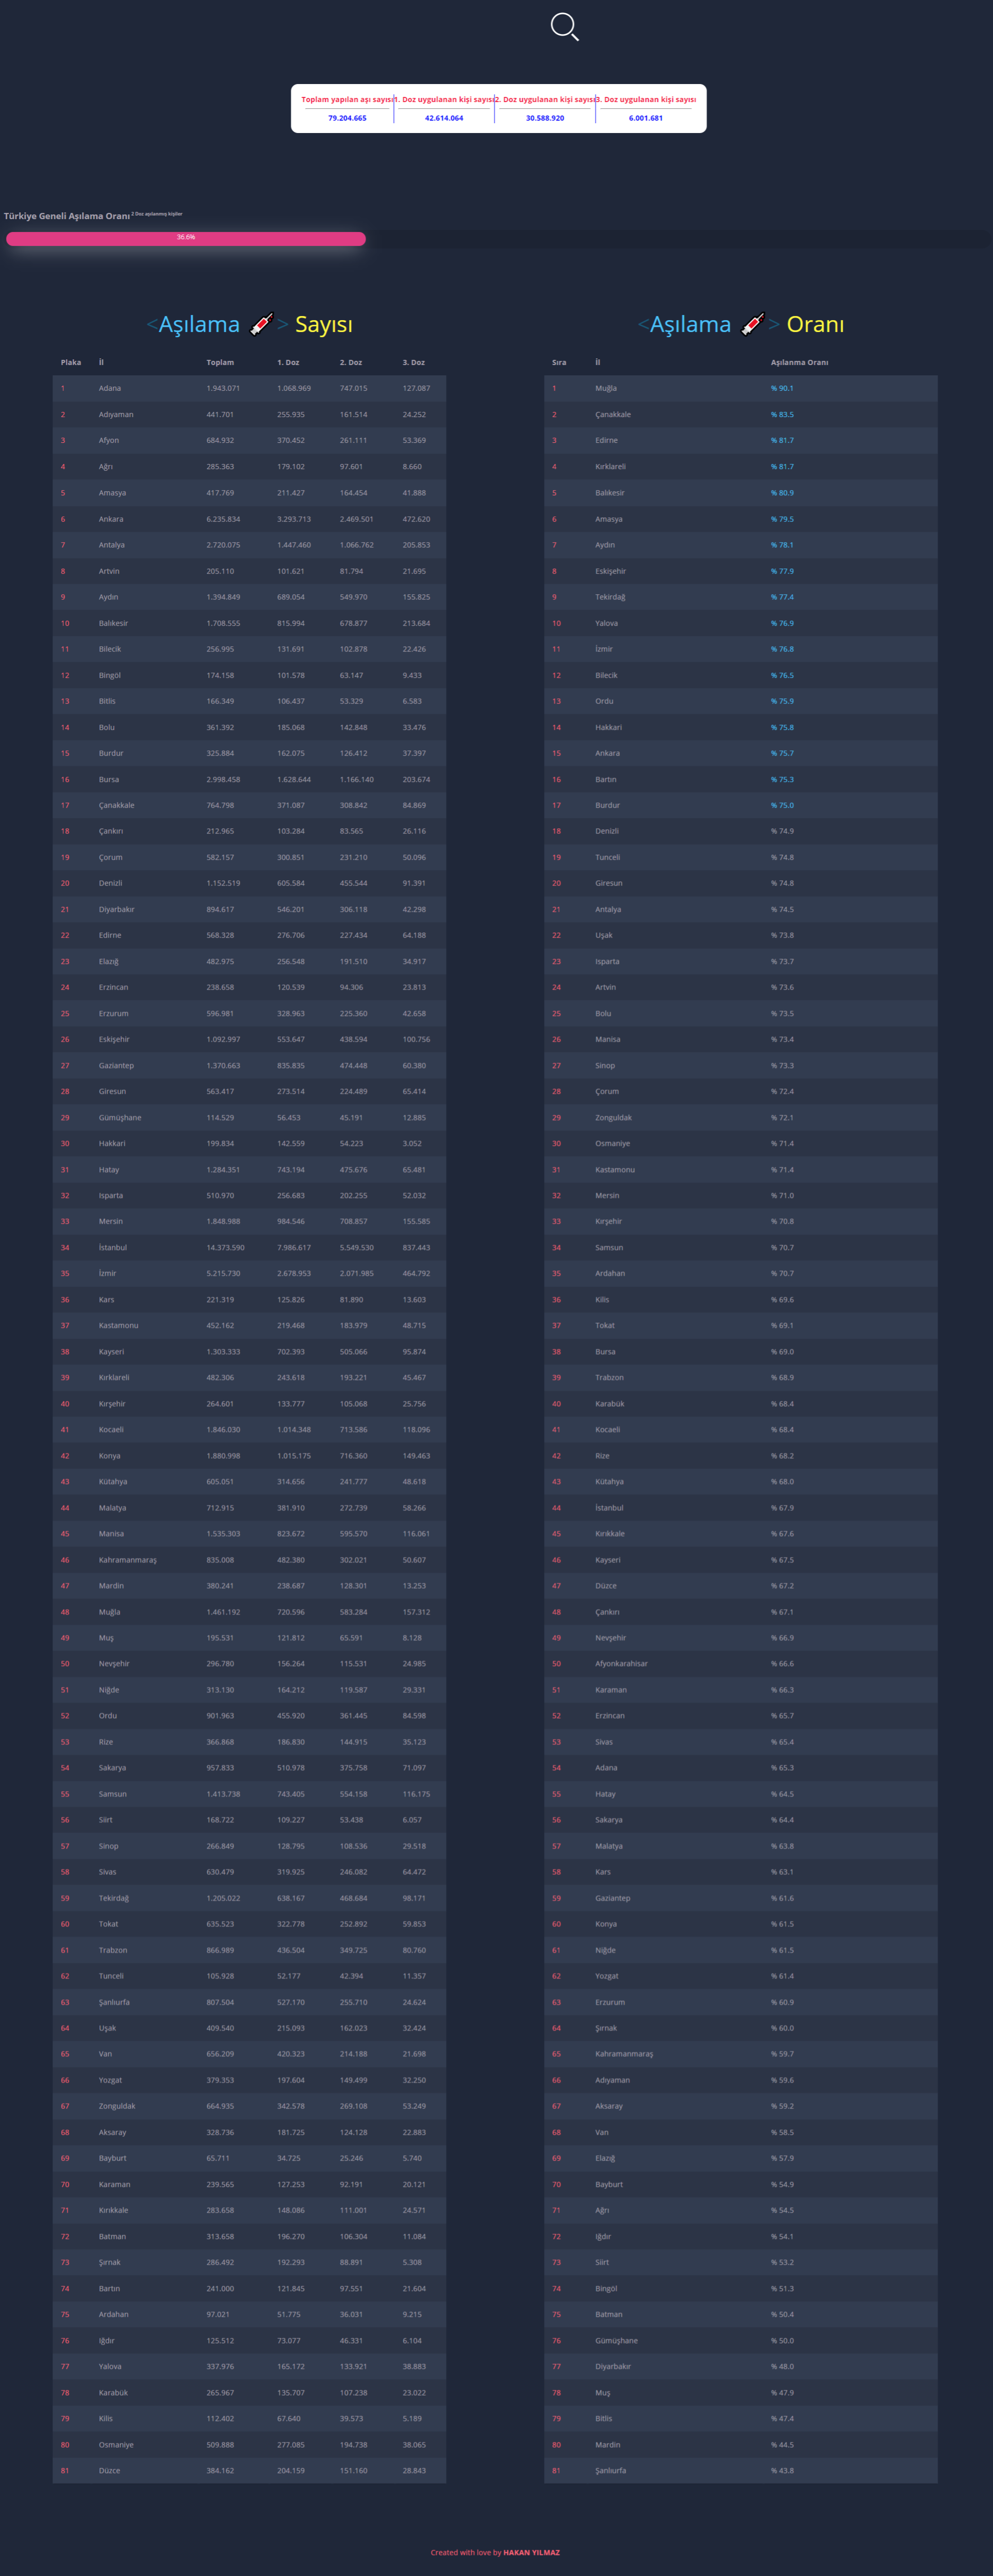 Toplam yapılan aşı sayısı 1. Doz uygulanan kişi sayısı 2. Doz uygulanan kişi sayısı 3. Doz uygulanan kişi sayısı
79.204.665 42.614.064 30.588.920 6.001.681
Türkiye Geneli Aşılama Oranı 2 Doz aşılanmış kişiler
36.6%
<Aşılama > Sayısı
Plaka İl Toplam 1. Doz 2. Doz 3. Doz
1 Adana 1.943.071 1.068.969 747.015 127.087
2 Adıyaman 441.701 255.935 161.514 24.252
3 Afyon 684.932 370.452 261.111 53.369
4 Ağrı 285.363 179.102 97.601 8.660
5 Amasya 417.769 211.427 164.454 41.888
6 Ankara 6.235.834 3.293.713 2.469.501 472.620
7 Antalya 2.720.075 1.447.460 1.066.762 205.853
8 Artvin 205.110 101.621 81.794 21.695
9 Aydın 1.394.849 689.054 549.970 155.825
10 Balıkesir 1.708.555 815.994 678.877 213.684
11 Bilecik 256.995 131.691 102.878 22.426
12 Bingöl 174.158 101.578 63.147 9.433
13 Bitlis 166.349 106.437 53.329 6.583
14 Bolu 361.392 185.068 142.848 33.476
15 Burdur 325.884 162.075 126.412 37.397
16 Bursa 2.998.458 1.628.644 1.166.140 203.674
17 Çanakkale 764.798 371.087 308.842 84.869
18 Çankırı 212.965 103.284 83.565 26.116
19 Çorum 582.157 300.851 231.210 50.096
20 Denizli 1.152.519 605.584 455.544 91.391
21 Diyarbakır 894.617 546.201 306.118 42.298
22 Edirne 568.328 276.706 227.434 64.188
23 Elazığ 482.975 256.548 191.510 34.917
24 Erzincan 238.658 120.539 94.306 23.813
25 Erzurum 596.981 328.963 225.360 42.658
26 Eskişehir 1.092.997 553.647 438.594 100.756
27 Gaziantep 1.370.663 835.835 474.448 60.380
28 Giresun 563.417 273.514 224.489 65.414
29 Gümüşhane 114.529 56.453 45.191 12.885
30 Hakkari 199.834 142.559 54.223 3.052
31 Hatay 1.284.351 743.194 475.676 65.481
32 Isparta 510.970 256.683 202.255 52.032
33 Mersin 1.848.988 984.546 708.857 155.585
34 İstanbul 14.373.590 7.986.617 5.549.530 837.443
35 İzmir 5.215.730 2.678.953 2.071.985 464.792
36 Kars 221.319 125.826 81.890 13.603
37 Kastamonu 452.162 219.468 183.979 48.715
38 Kayseri 1.303.333 702.393 505.066 95.874
39 Kırklareli 482.306 243.618 193.221 45.467
40 Kırşehir 264.601 133.777 105.068 25.756
41 Kocaeli 1.846.030 1.014.348 713.586 118.096
42 Konya 1.880.998 1.015.175 716.360 149.463
43 Kütahya 605.051 314.656 241.777 48.618
44 Malatya 712.915 381.910 272.739 58.266
45 Manisa 1.535.303 823.672 595.570 116.061
46 Kahramanmaraş 835.008 482.380 302.021 50.607
47 Mardin 380.241 238.687 128.301 13.253
48 Muğla 1.461.192 720.596 583.284 157.312
49 Muş 195.531 121.812 65.591 8.128
50 Nevşehir 296.780 156.264 115.531 24.985
51 Niğde 313.130 164.212 119.587 29.331
52 Ordu 901.963 455.920 361.445 84.598
53 Rize 366.868 186.830 144.915 35.123
54 Sakarya 957.833 510.978 375.758 71.097
55 Samsun 1.413.738 743.405 554.158 116.175
56 Siirt 168.722 109.227 53.438 6.057
57 Sinop 266.849 128.795 108.536 29.518
58 Sivas 630.479 319.925 246.082 64.472
59 Tekirdağ 1.205.022 638.167 468.684 98.171
60 Tokat 635.523 322.778 252.892 59.853
61 Trabzon 866.989 436.504 349.725 80.760
62 Tunceli 105.928 52.177 42.394 11.357
63 Şanlıurfa 807.504 527.170 255.710 24.624
64 Uşak 409.540 215.093 162.023 32.424
65 Van 656.209 420.323 214.188 21.698
66 Yozgat 379.353 197.604 149.499 32.250
67 Zonguldak 664.935 342.578 269.108 53.249
68 Aksaray 328.736 181.725 124.128 22.883
69 Bayburt 65.711 34.725 25.246 5.740
70 Karaman 239.565 127.253 92.191 20.121
71 Kırıkkale 283.658 148.086 111.001 24.571
72 Batman 313.658 196.270 106.304 11.084
73 Şırnak 286.492 192.293 88.891 5.308
74 Bartın 241.000 121.845 97.551 21.604
75 Ardahan 97.021 51.775 36.031 9.215
76 Iğdır 125.512 73.077 46.331 6.104
77 Yalova 337.976 165.172 133.921 38.883
78 Karabük 265.967 135.707 107.238 23.022
79 Kilis 112.402 67.640 39.573 5.189
80 Osmaniye 509.888 277.085 194.738 38.065
81 Düzce 384.162 204.159 151.160 28.843
<Aşılama > Oranı
Sıra İl Aşılanma Oranı
1 Muğla % 90.1
2 Çanakkale % 83.5
3 Edirne % 81.7
4 Kırklareli % 81.7
5 Balıkesir % 80.9
6 Amasya % 79.5
7 Aydın % 78.1
8 Eskişehir % 77.9
9 Tekirdağ % 77.4
10 Yalova % 76.9
11 İzmir % 76.8
12 Bilecik % 76.5
13 Ordu % 75.9
14 Hakkari % 75.8
15 Ankara % 75.7
16 Bartın % 75.3
17 Burdur % 75.0
18 Denizli % 74.9
19 Tunceli % 74.8
20 Giresun % 74.8
21 Antalya % 74.5
22 Uşak % 73.8
23 Isparta % 73.7
24 Artvin % 73.6
25 Bolu % 73.5
26 Manisa % 73.4
27 Sinop % 73.3
28 Çorum % 72.4
29 Zonguldak % 72.1
30 Osmaniye % 71.4
31 Kastamonu % 71.4
32 Mersin % 71.0
33 Kırşehir % 70.8
34 Samsun % 70.7
35 Ardahan % 70.7
36 Kilis % 69.6
37 Tokat % 69.1
38 Bursa % 69.0
39 Trabzon % 68.9
40 Karabük % 68.4
41 Kocaeli % 68.4
42 Rize % 68.2
43 Kütahya % 68.0
44 İstanbul % 67.9
45 Kırıkkale % 67.6
46 Kayseri % 67.5
47 Düzce % 67.2
48 Çankırı % 67.1
49 Nevşehir % 66.9
50 Afyonkarahisar % 66.6
51 Karaman % 66.3
52 Erzincan % 65.7
53 Sivas % 65.4
54 Adana % 65.3
55 Hatay % 64.5
56 Sakarya % 64.4
57 Malatya % 63.8
58 Kars % 63.1
59 Gaziantep % 61.6
60 Konya % 61.5
61 Niğde % 61.5
62 Yozgat % 61.4
63 Erzurum % 60.9
64 Şırnak % 60.0
65 Kahramanmaraş % 59.7
66 Adıyaman % 59.6
67 Aksaray % 59.2
68 Van % 58.5
69 Elazığ % 57.9
70 Bayburt % 54.9
71 Ağrı % 54.5
72 Iğdır % 54.1
73 Siirt % 53.2
74 Bingöl % 51.3
75 Batman % 50.4
76 Gümüşhane % 50.0
77 Diyarbakır % 48.0
78 Muş % 47.9
79 Bitlis % 47.4
80 Mardin % 44.5
81 Şanlıurfa % 43.8
Created with love by HAKAN YILMAZ